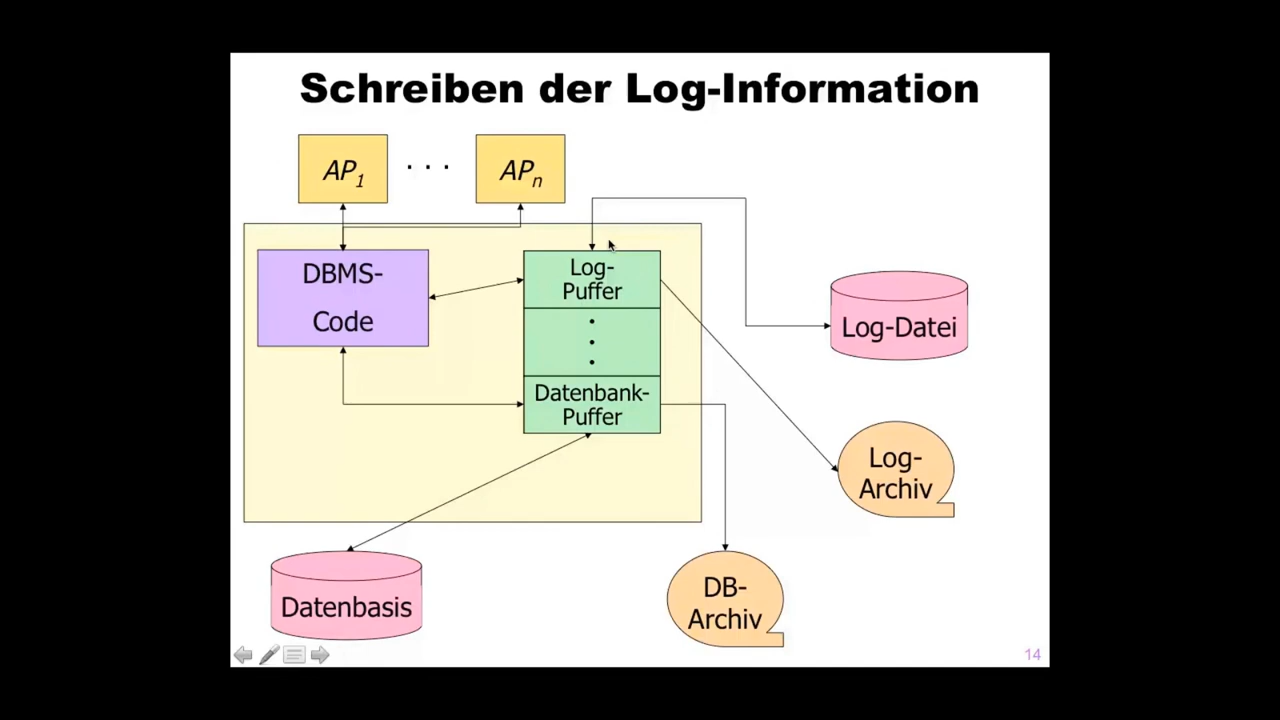 Schreiben der Log-Information
AP1
. . .
APn
DBMS-
Code
Log-
Puffer
Datenbank-
Puffer
Log-Datei
Log-
Archiv
DB-
Archiv
Datenbasis
14